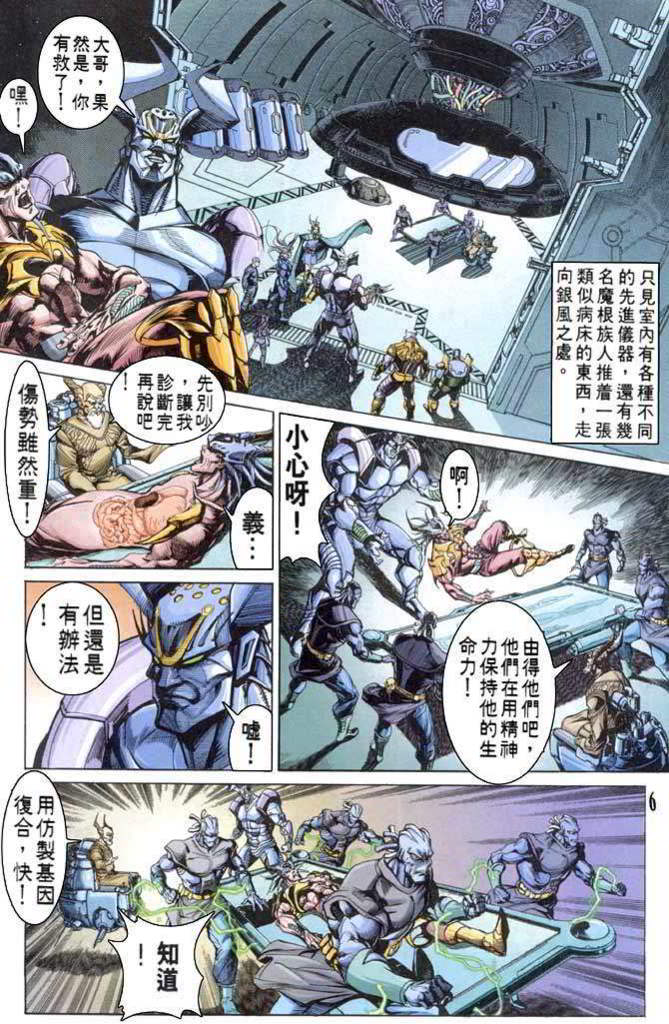 大哥，果
然是，你
有救了！
嘿！
只見室內有各種不同
的先進儀器，還有幾
名魔根族人推着一張
類似病床的東西，走
向銀風之處。
小心呀！
啊！
由得他們吧，
他們在用精神
力保持他的生
命力！
先別吵
，讓我
診斷完
再說吧
！
義…
傷勢雖然重！
但還是
有辦法
！
噓！
6
用仿製基因
復合，快！
知道
！